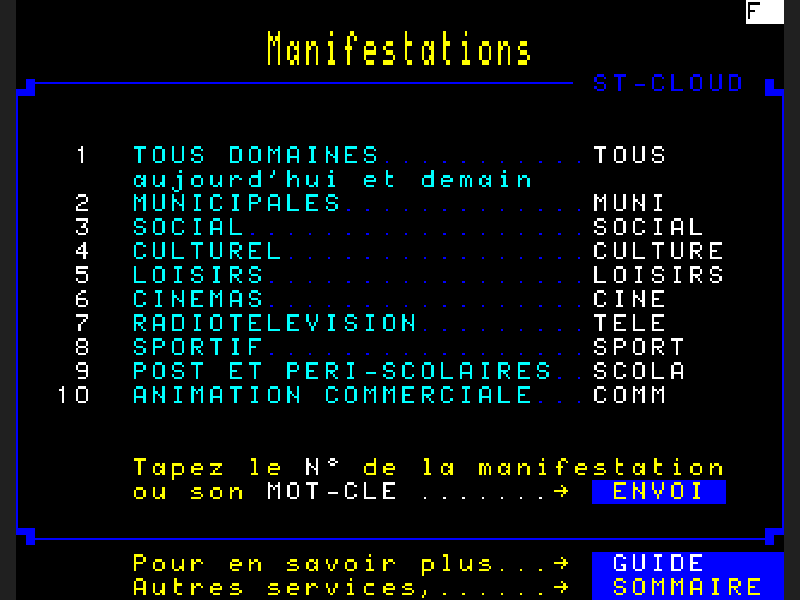 F
Manifestations
ST-CLOUD
1 TOUS DOMAINES........... TOUS
aujourd'hui et demain
2 MUNICIPALES............. MUNI
3 SOCIAL.................. SOCIAL
4 CULTUREL................ CULTURE
5 LOISIRS................. LOISIRS
6 CINEMAS................. CINE
7 RADIOTELEVISION......... TELE
8 SPORTIF................. SPORT
9 POST ET PERI-SCOLAIRES.. SCOLA
10 ANIMATION COMMERCIALE... COMM
Tapez le N° de la manifestation
ou son MOT-CLE .......→ ENVOI
Pour en savoir plus...→ GUIDE
Autres services,......→ SOMMAIRE